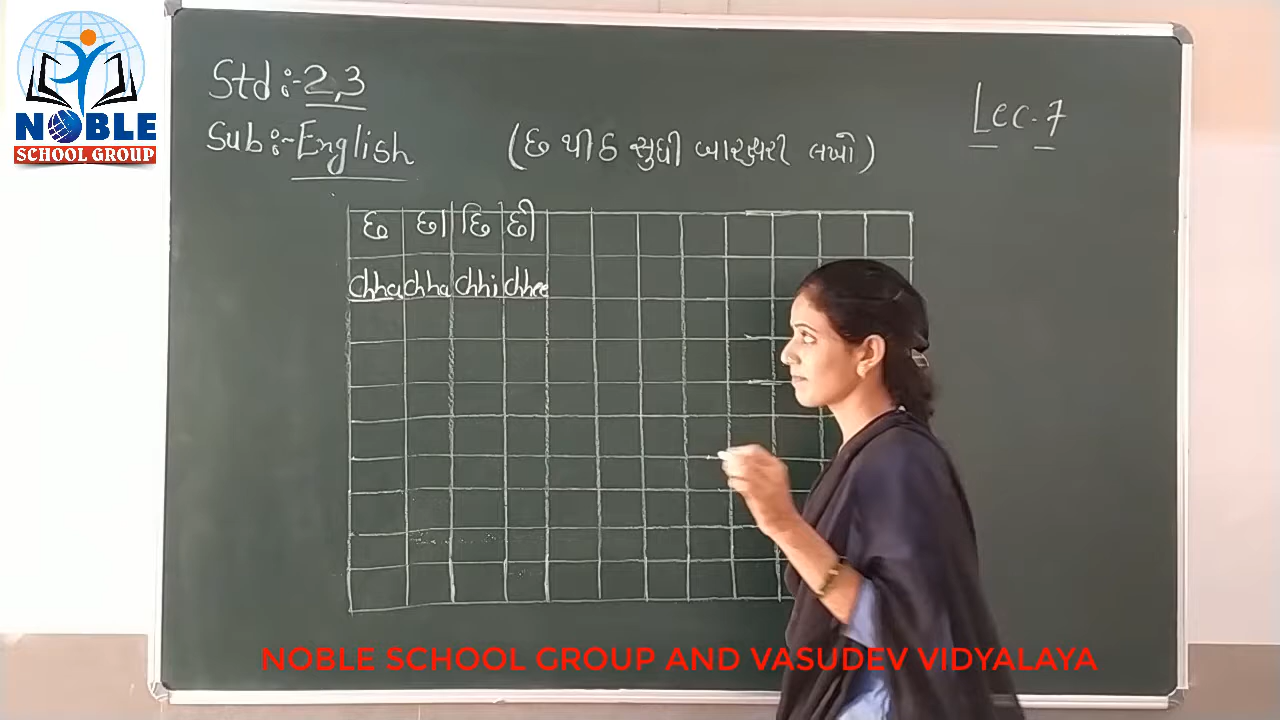 NOBLE
SCHOOL GROUP
Std :- 2,3
Sub :- English
Lec - 7
(છ થી ઠ સુધી બારક્ષરી લખો)
છ છા છિ છી
chha chha chhi chhee
NOBLE SCHOOL GROUP AND VASUDEV VIDYALAYA